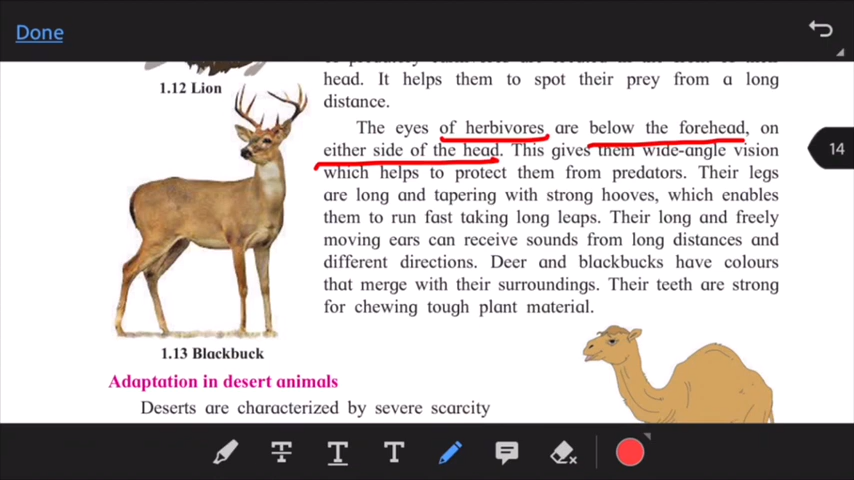 Done
head. It helps them to spot their prey from a long
distance.
1.12 Lion
The eyes of herbivores are below the forehead, on
either side of the head. This gives them wide-angle vision
which helps to protect them from predators. Their legs
are long and tapering with strong hooves, which enables
them to run fast taking long leaps. Their long and freely
moving ears can receive sounds from long distances and
different directions. Deer and blackbucks have colours
that merge with their surroundings. Their teeth are strong
for chewing tough plant material.
1.13 Blackbuck
Adaptation in desert animals
Deserts are characterized by severe scarcity
14
T
T
T